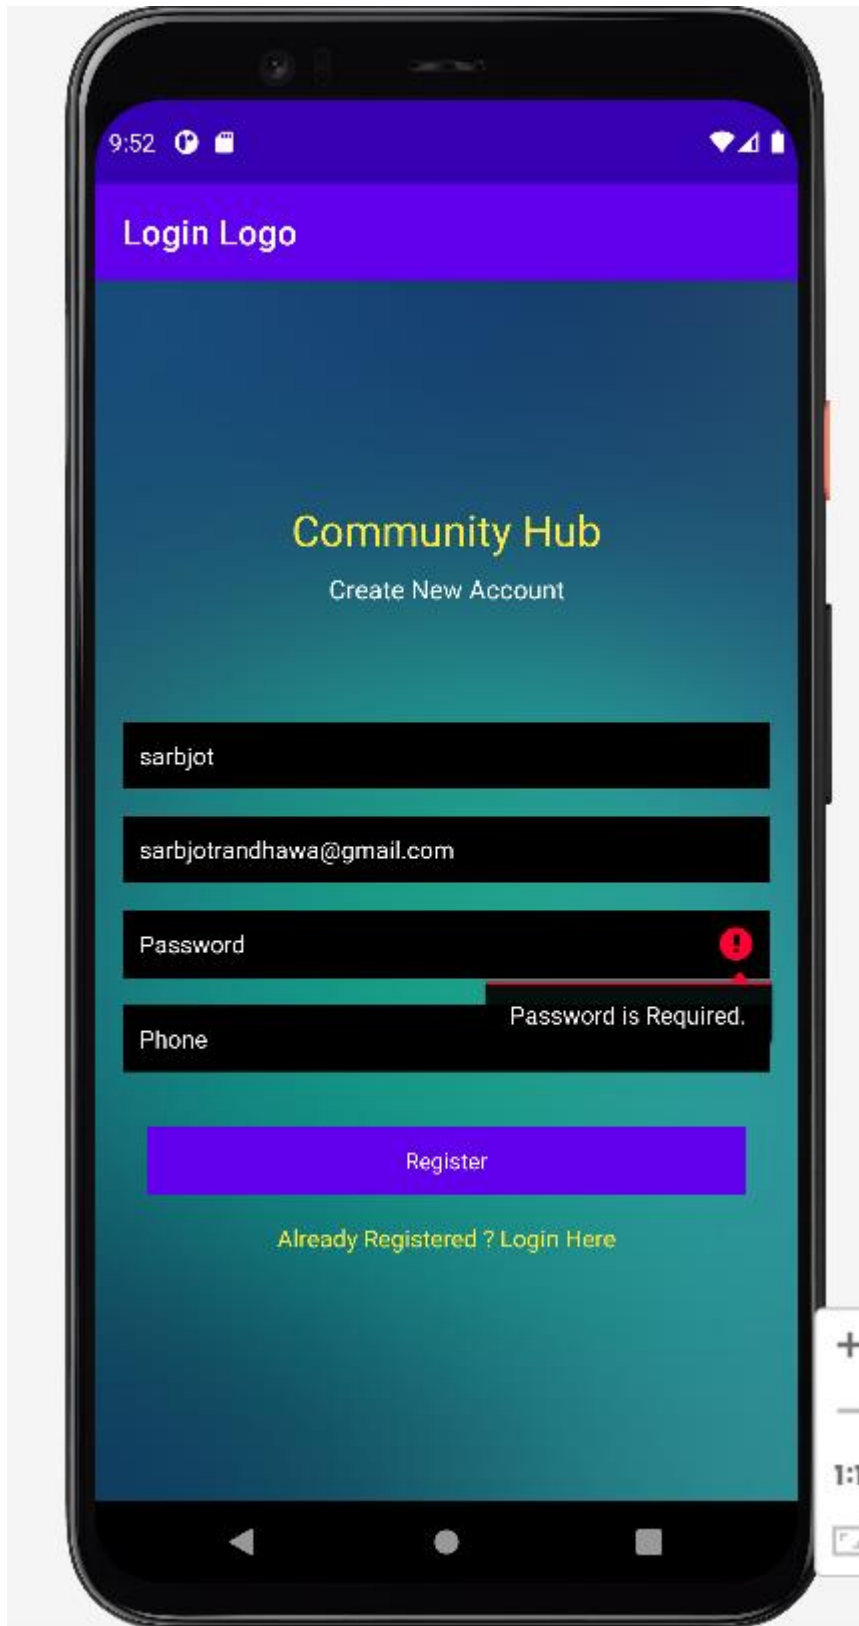 9:52
Login Logo
Community Hub
Create New Account
sarbjot
sarbjotrandhawa@gmail.com
Password
Password is Required.
Phone
Register
Already Registered ? Login Here
1:1